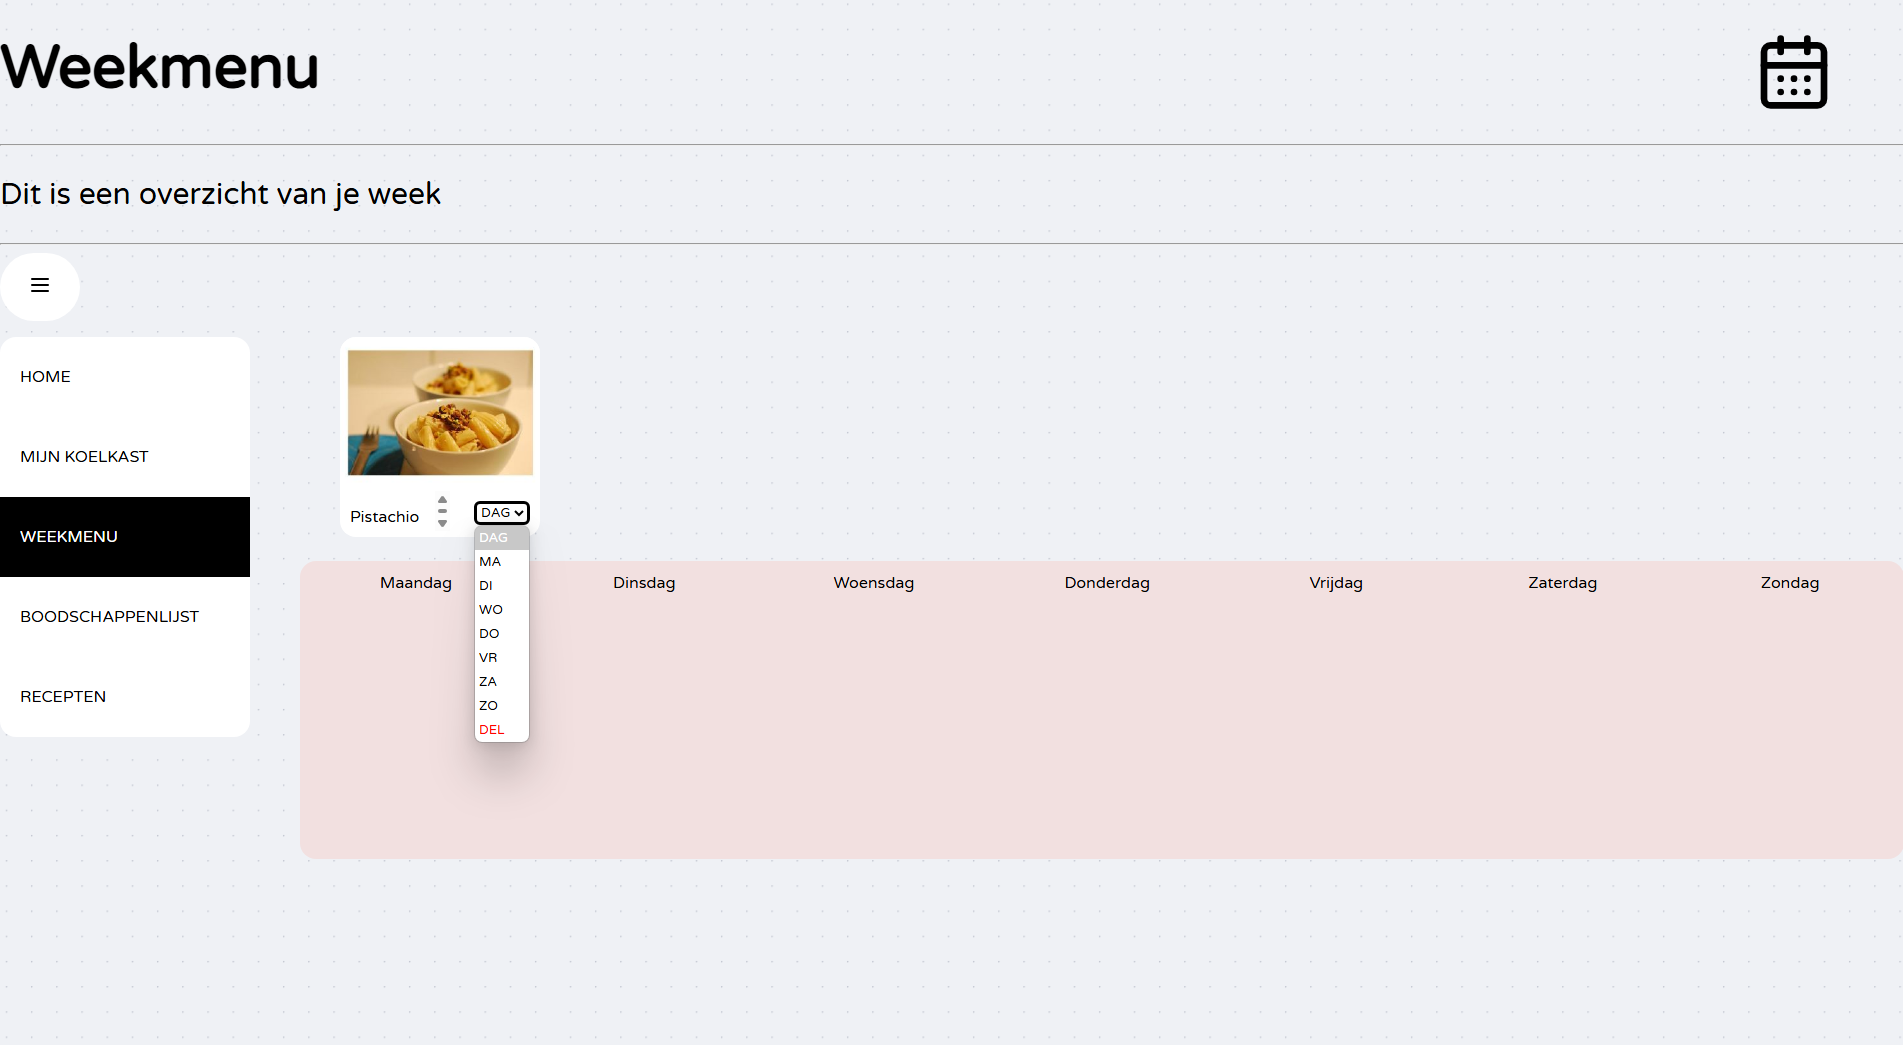 Weekmenu
Dit is een overzicht van je week
HOME
MIJN KOELKAST
WEEKMENU
BOODSCHAPPENLIJST
RECEPTEN
Pistachio
DAG
DAG
MA
DI
WO
DO
VR
ZA
ZO
DEL
Maandag Dinsdag Woensdag Donderdag Vrijdag Zaterdag Zondag